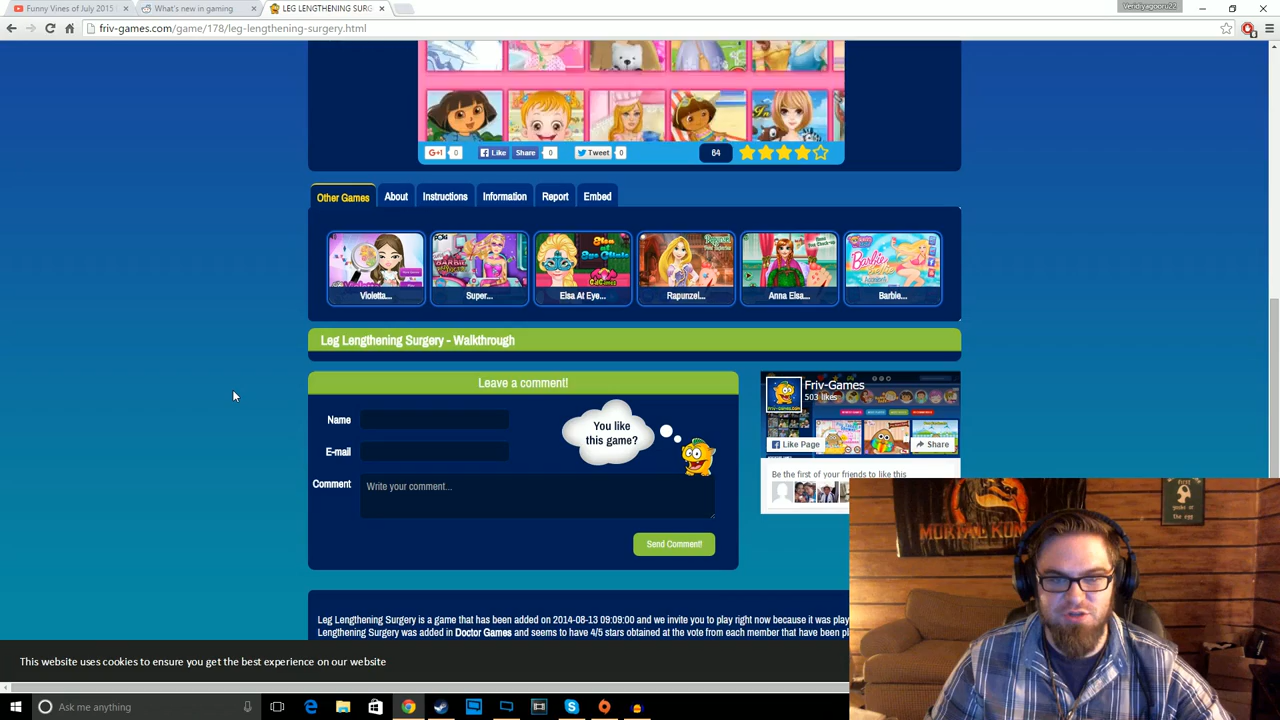 Funny Vines of July 2015
What's new in gaming
LEG LENGTHENING SURG
Vendiyagooru22
friv-games.com/game/178/leg-lengthening-surgery.html
G+1 0
Like Share 0
Tweet 0
64
Other Games
About
Instructions
Information
Report
Embed
Violetta...
Super...
Elsa At Eye...
Rapunzel...
Anna Elsa...
Barbie...
Leg Lengthening Surgery - Walkthrough
Leave a comment!
Name
E-mail
Comment
Write your comment...
You like
this game?
Send Comment!
Friv-Games
503 likes
Like Page
Share
Be the first of your friends to like this
MORTAL KOM
Leg Lengthening Surgery is a game that has been added on 2014-08-13 09:09:00 and we invite you to play right now because it was play
Lengthening Surgery was added in Doctor Games and seems to have 4/5 stars obtained at the vote from each member that have been pl
This website uses cookies to ensure you get the best experience on our website
Ask me anything